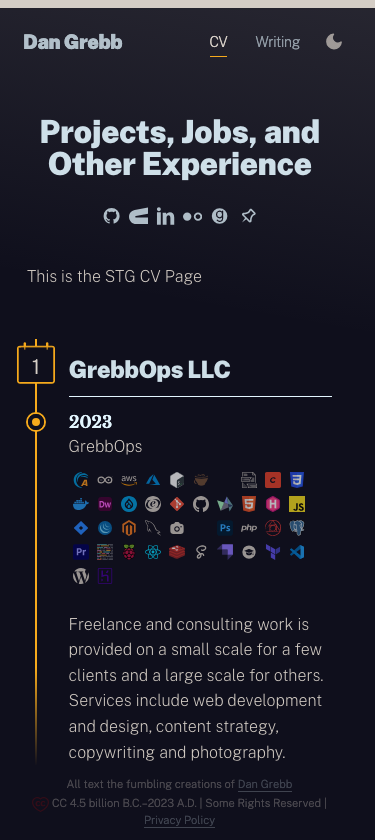 Dan Grebb
CV
Writing
Projects, Jobs, and
Other Experience
This is the STG CV Page
1
GrebbOps LLC
2023
GrebbOps
aws
Dw
JS
Ps
php
Pr
Freelance and consulting work is
provided on a small scale for a few
clients and a large scale for others.
Services include web development
and design, content strategy,
copywriting and photography.
All text the fumbling creations of Dan Grebb
CC 4.5 billion B.C.–2023 A.D. | Some Rights Reserved |
Privacy Policy